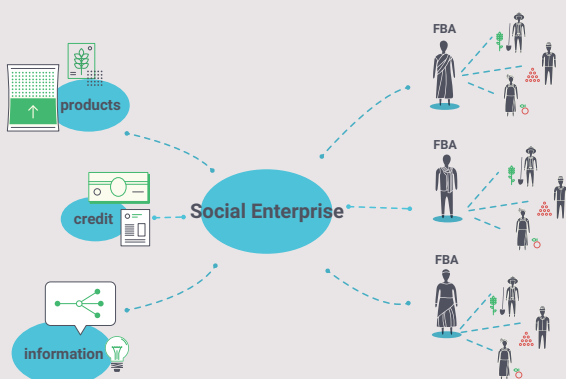 FBA
products
FBA
credit
Social Enterprise
FBA
information